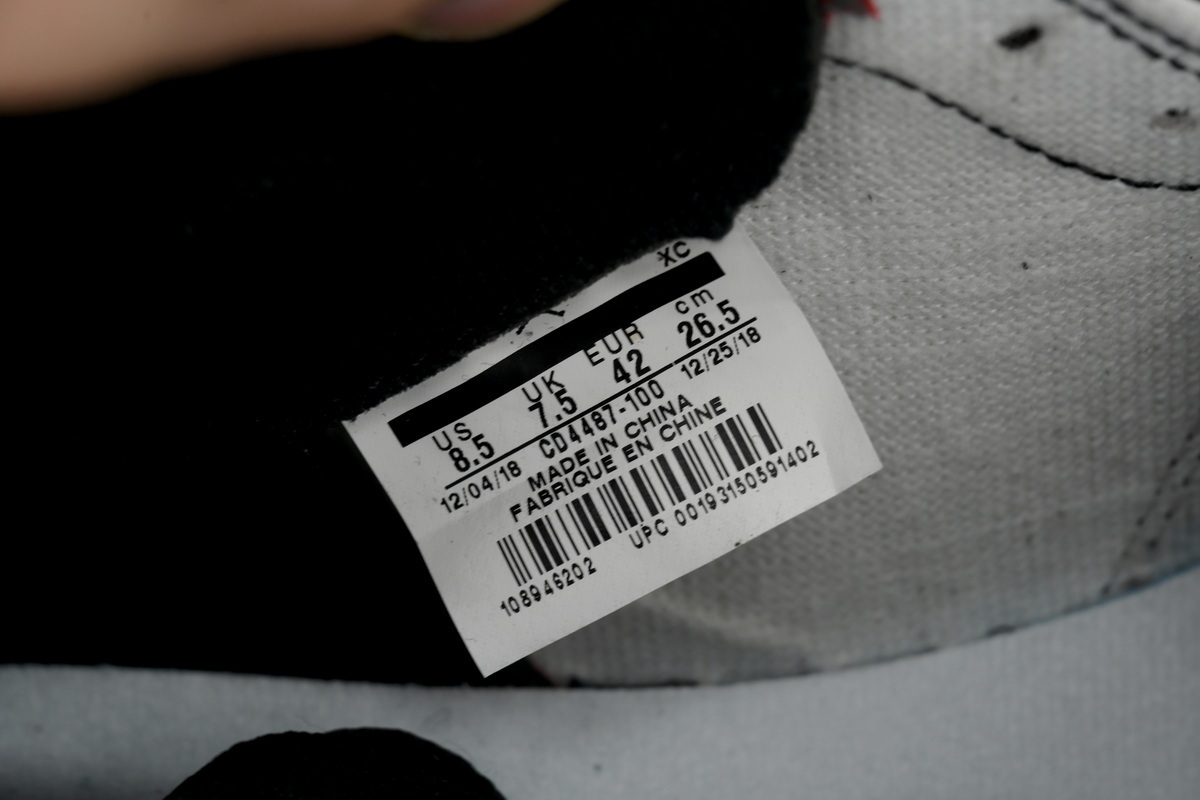 XC
US UK EUR cm
8.5 7.5 42 26.5
12/04/18 CD4487-100 12/25/18
MADE IN CHINA
FABRIQUE EN CHINE
108946202 UPC 00193150591402